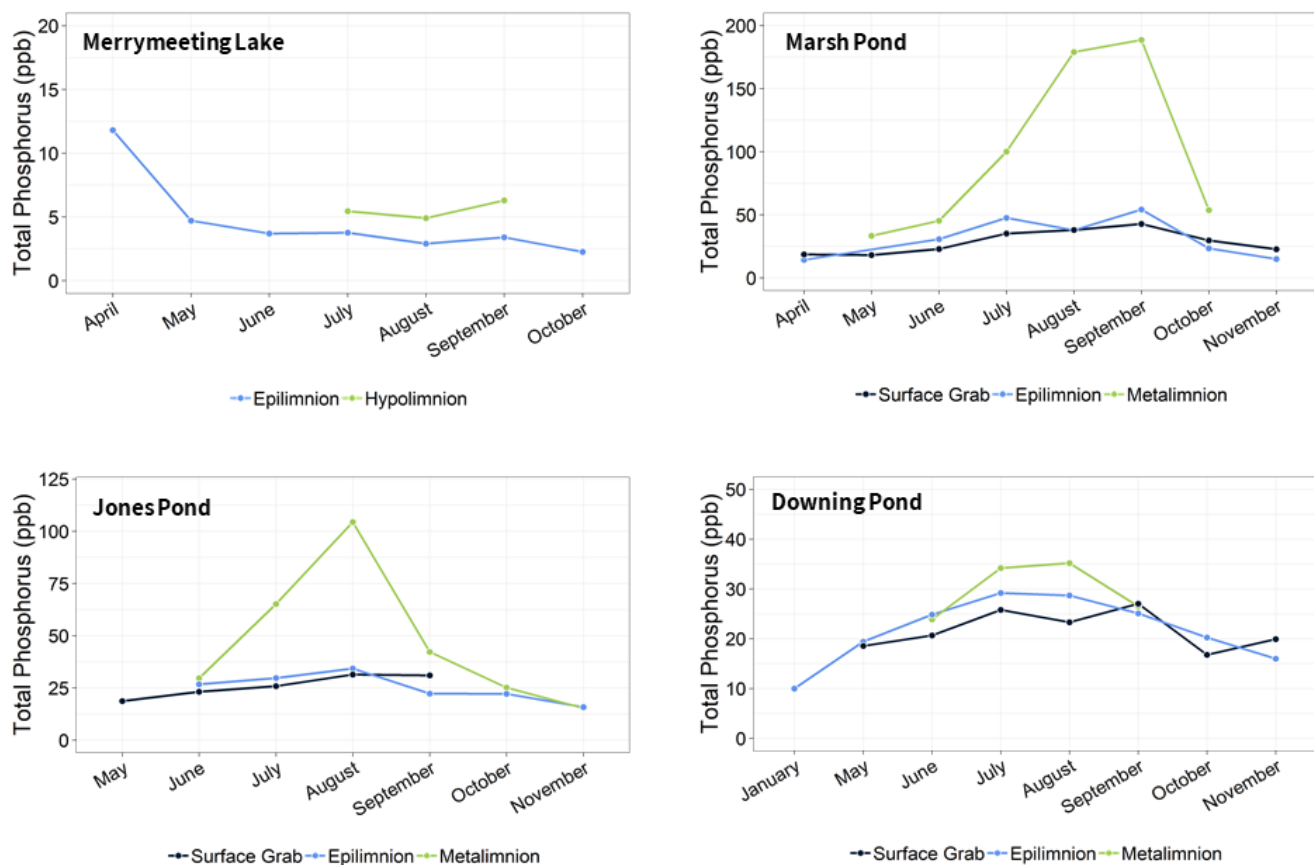 Merrymeeting Lake
Total Phosphorus (ppb)
20
15
10
5
0
April
May
June
July
August
September
October
Epilimnion Hypolimnion
Marsh Pond
Total Phosphorus (ppb)
200
150
100
50
0
April
May
June
July
August
September
October
November
Surface Grab Epilimnion Metalimnion
Jones Pond
Total Phosphorus (ppb)
125
100
75
50
25
0
May
June
July
August
September
October
November
Surface Grab Epilimnion Metalimnion
Downing Pond
Total Phosphorus (ppb)
50
40
30
20
10
0
January
May
June
July
August
September
October
November
Surface Grab Epilimnion Metalimnion